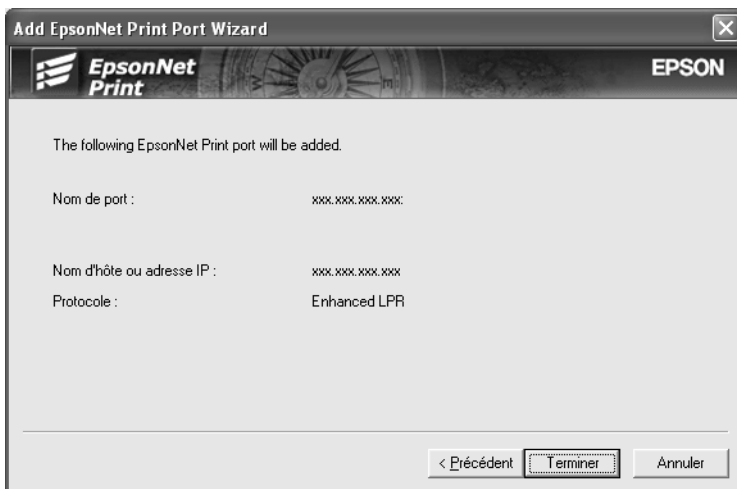 Add EpsonNet Print Port Wizard
EpsonNet
Print
EPSON
The following EpsonNet Print port will be added.
Nom de port : xxx.xxx.xxx.xxx:
Nom d'hôte ou adresse IP : xxx.xxx.xxx.xxx
Protocole : Enhanced LPR
< Précédent Terminer Annuler